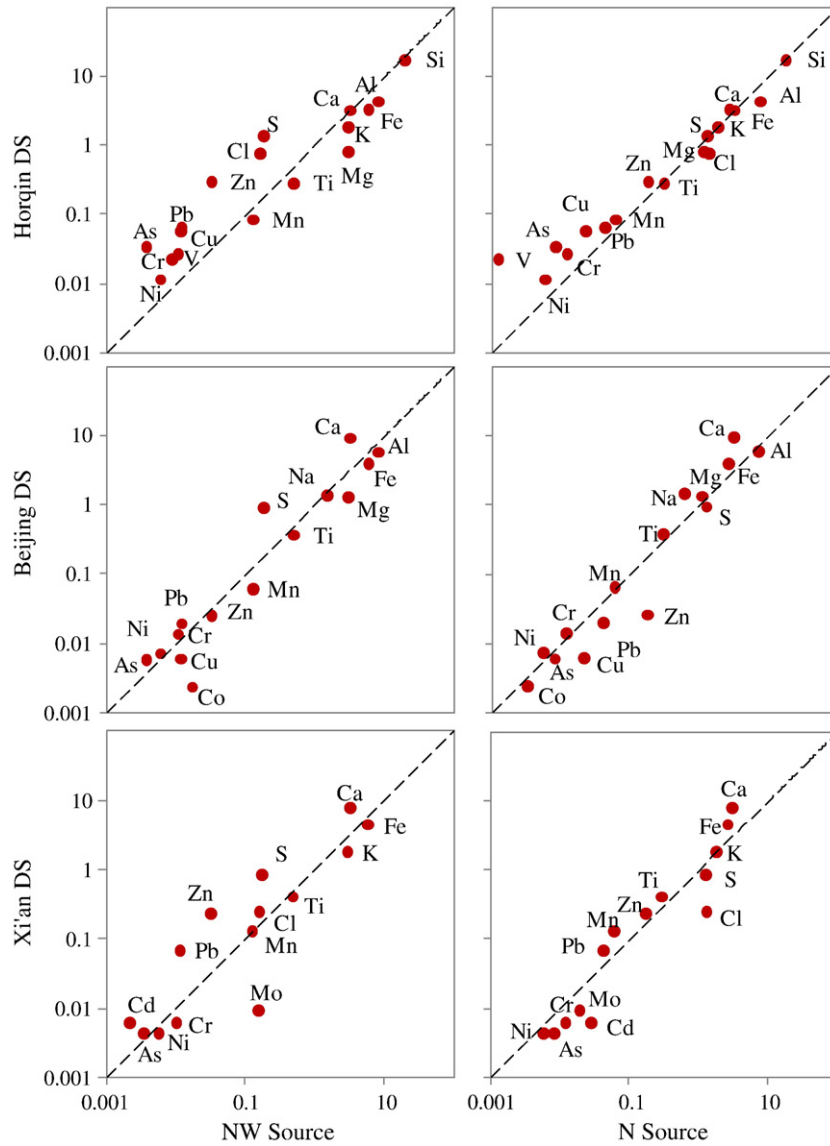 10
1
0.1
0.01
0.001
Horqin DS
Si
Al
Ca
Fe
S
K
Cl
Mg
Zn
Ti
Pb
Mn
As
Cu
Cr
V
Ni
Si
Ca
Al
S
K
Fe
Mg
Cl
Zn
Ti
Cu
Mn
As
Pb
V
Cr
Ni
10
1
0.1
0.01
0.001
Beijing DS
Ca
Al
Na
Fe
S
Mg
Ti
Mn
Pb
Zn
Ni
Cr
As
Cu
Co
Ca
Al
Mg
Fe
Na
S
Ti
Mn
Zn
Cr
Ni
Pb
As
Cu
Co
10
1
0.1
0.01
0.001
Xi'an DS
Ca
Fe
S
K
Zn
Ti
Cl
Mn
Pb
Mo
Cd
Cr
Ni
As
Ca
Fe
K
Ti
S
Zn
Mn
Cl
Pb
Cr
Mo
Ni
Cd
As
0.001
0.1
10
NW Source
0.001
0.1
10
N Source